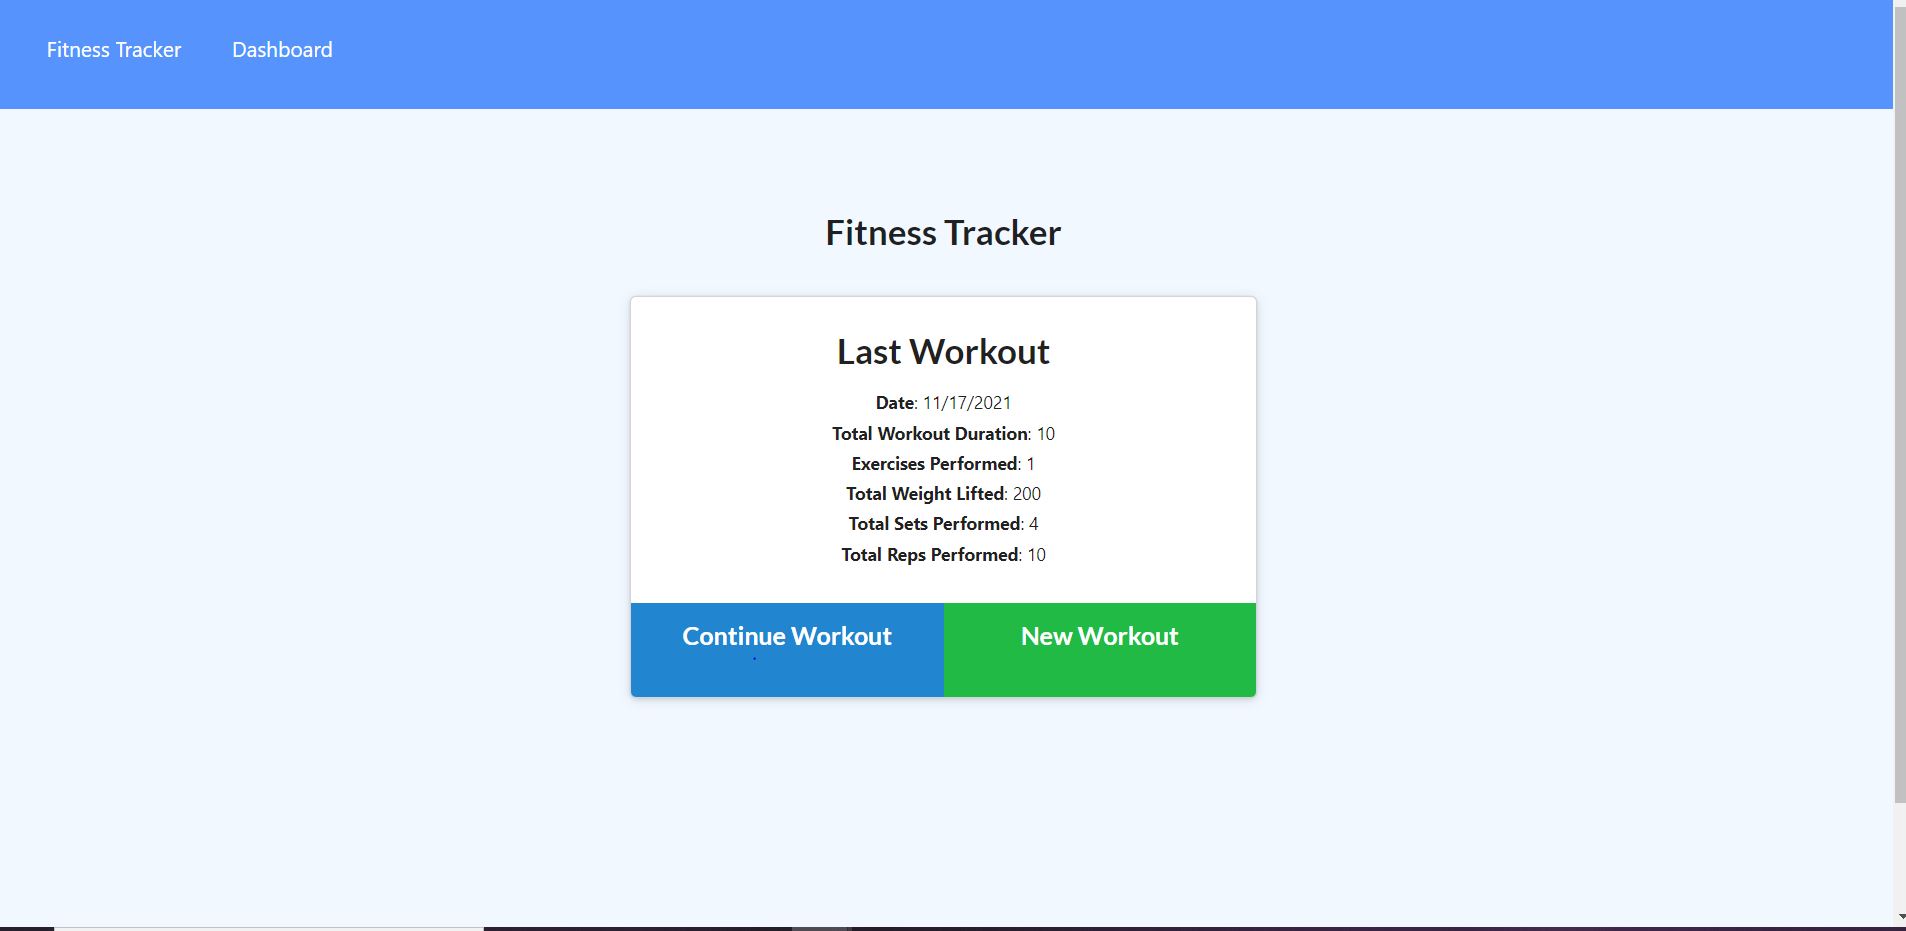 Fitness Tracker Dashboard
Fitness Tracker
Last Workout
Date: 11/17/2021
Total Workout Duration: 10
Exercises Performed: 1
Total Weight Lifted: 200
Total Sets Performed: 4
Total Reps Performed: 10
Continue Workout New Workout